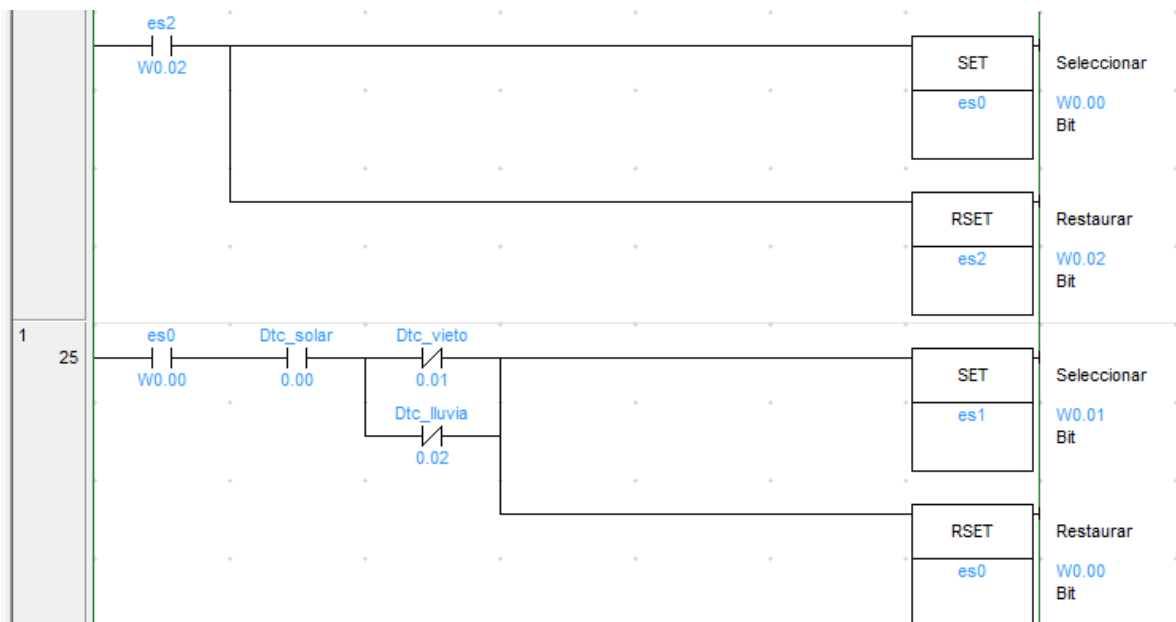 es2
W0.02
SET
Seleccionar
es0
W0.00
Bit
RSET
Restaurar
es2
W0.02
Bit
1
25
es0
Dtc_solar
Dtc_vieto
W0.00
0.00
0.01
SET
Seleccionar
Dtc_lluvia
0.02
es1
W0.01
Bit
RSET
Restaurar
es0
W0.00
Bit